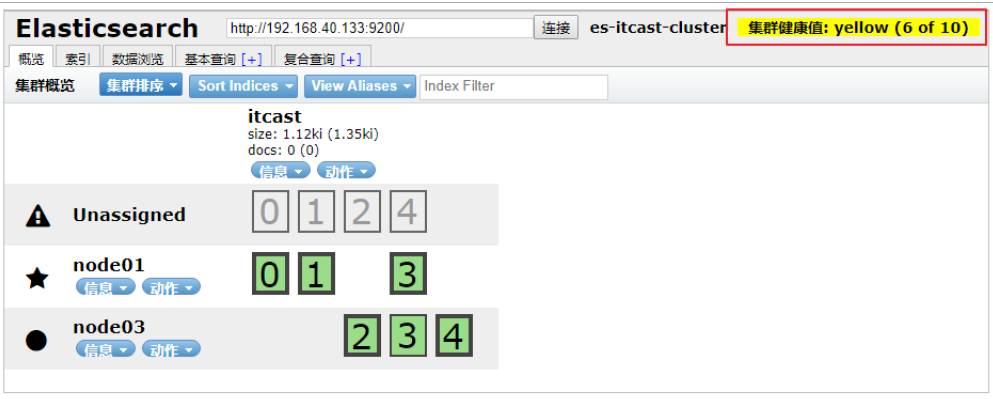 Elasticsearch http://192.168.40.133:9200/ 连接 es-itcast-cluster 集群健康值: yellow (6 of 10)
概览 索引 数据浏览 基本查询 [+] 复合查询 [+]
集群概览 集群排序 Sort Indices View Aliases Index Filter
itcast
size: 1.12ki (1.35ki)
docs: 0 (0)
信息 动作
Unassigned 0 1 2 4
node01 0 1 3
信息 动作
node03 2 3 4
信息 动作